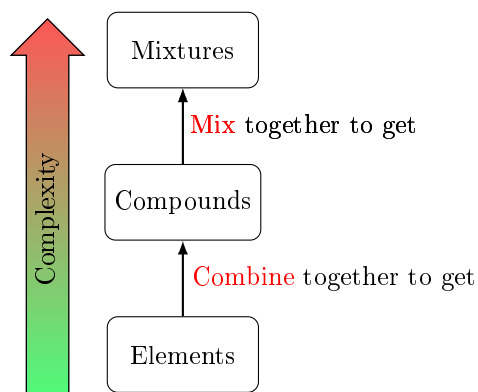 Mixtures
Mix together to get
Complexity
Compounds
Combine together to get
Elements